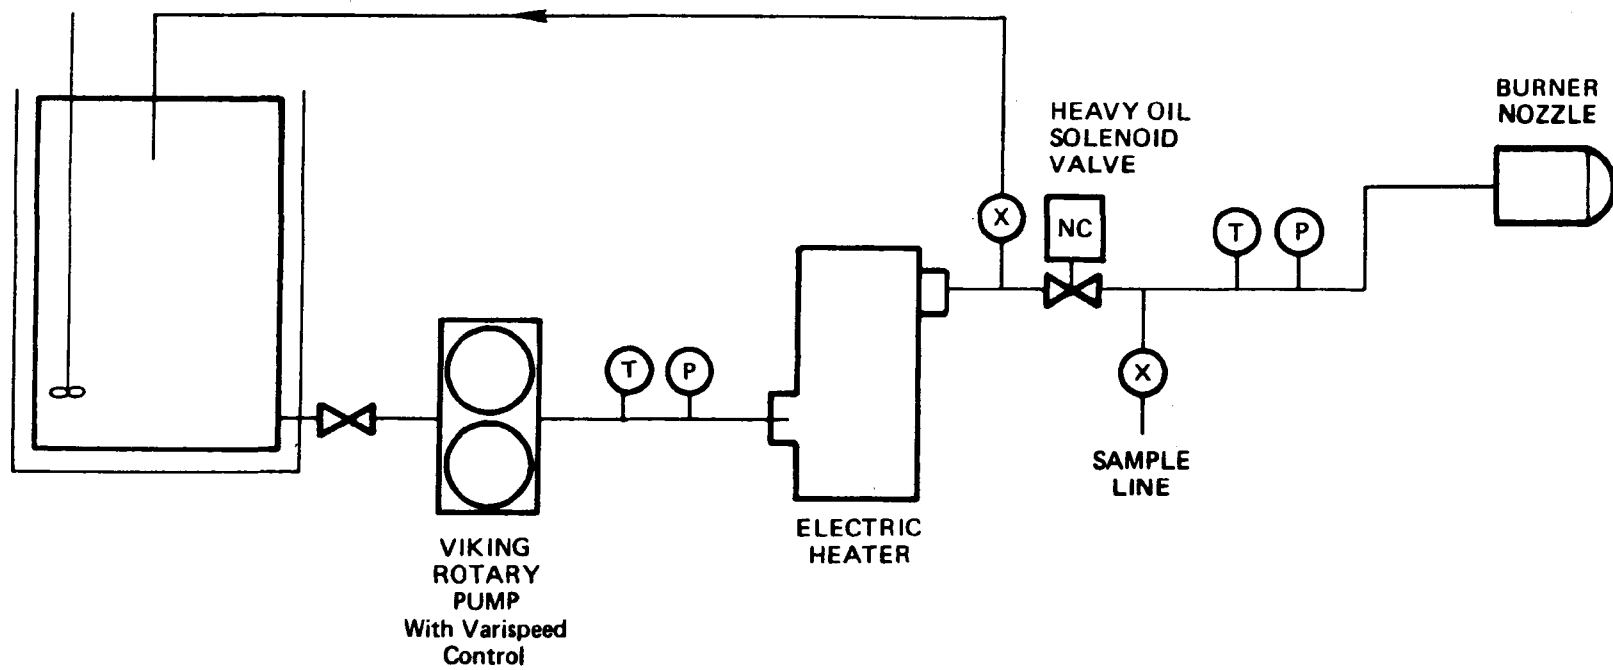 HEAVY OIL
SOLENOID
VALVE
BURNER
NOZZLE
X
NC
T
P
T
P
X
SAMPLE
LINE
ELECTRIC
HEATER
VIKING
ROTARY
PUMP
With Varispeed
Control